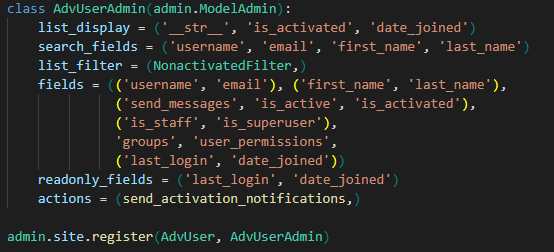 class AdvUserAdmin(admin.ModelAdmin):
    list_display = ('__str__', 'is_activated', 'date_joined')
    search_fields = ('username', 'email', 'first_name', 'last_name')
    list_filter = (NonactivatedFilter,)
    fields = (('username', 'email'), ('first_name', 'last_name'),
              ('send_messages', 'is_active', 'is_activated'),
              ('is_staff', 'is_superuser'),
              'groups', 'user_permissions',
              ('last_login', 'date_joined'))
    readonly_fields = ('last_login', 'date_joined')
    actions = (send_activation_notifications,)

admin.site.register(AdvUser, AdvUserAdmin)